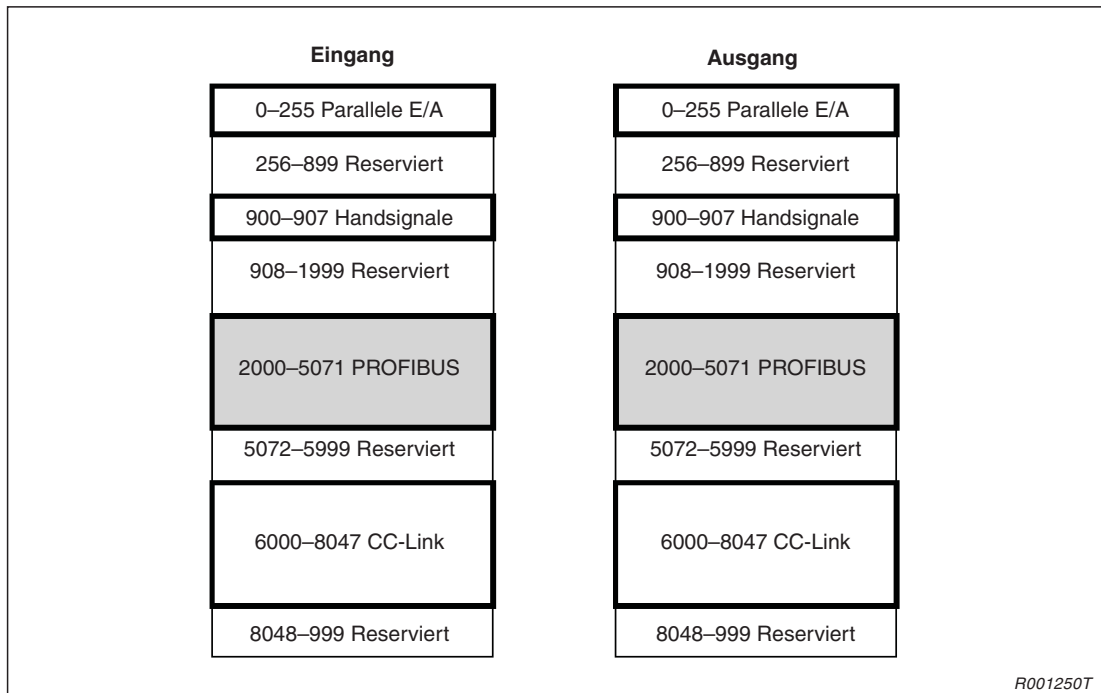 Eingang
0–255 Parallele E/A
256–899 Reserviert
900–907 Handsignale
908–1999 Reserviert
2000–5071 PROFIBUS
5072–5999 Reserviert
6000–8047 CC-Link
8048–999 Reserviert
Ausgang
0–255 Parallele E/A
256–899 Reserviert
900–907 Handsignale
908–1999 Reserviert
2000–5071 PROFIBUS
5072–5999 Reserviert
6000–8047 CC-Link
8048–999 Reserviert
R001250T